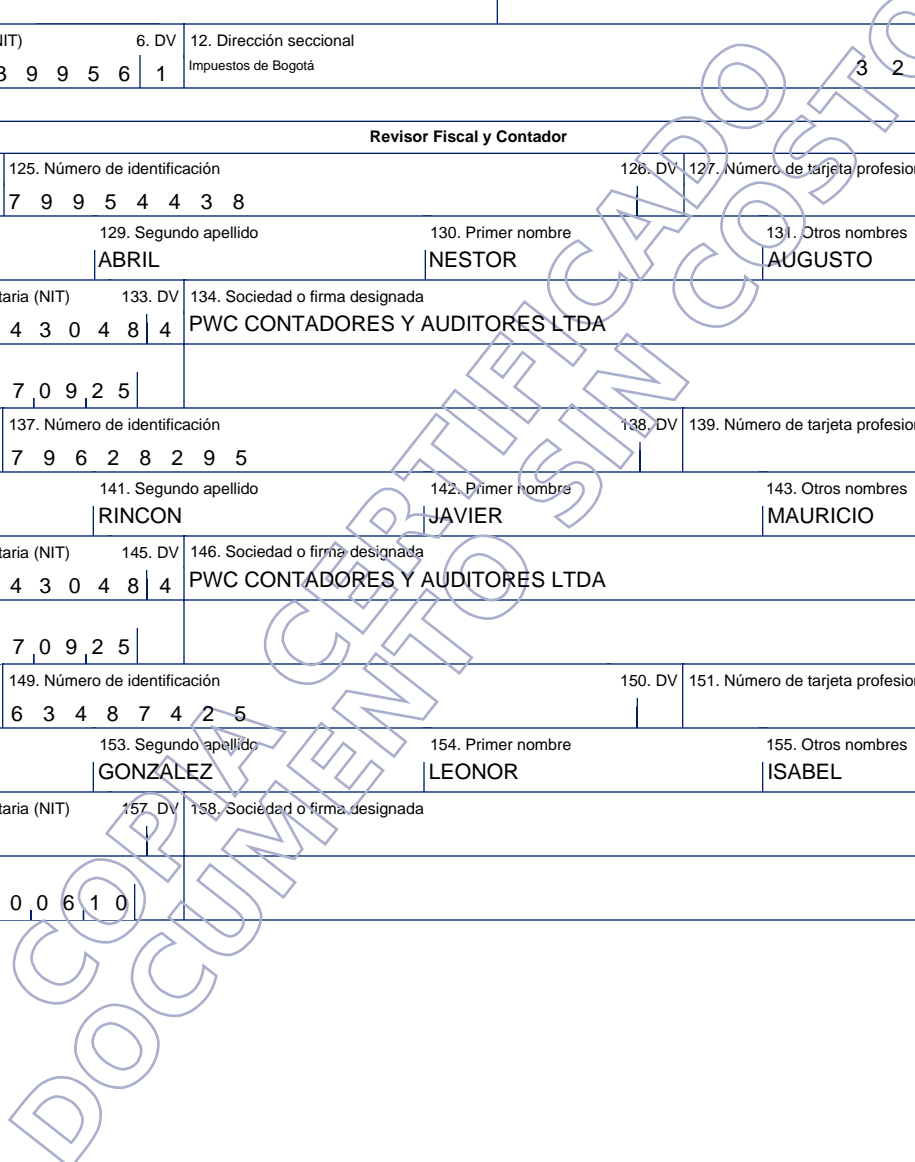 NIT) 6. DV 12. Dirección seccional
8 9 9 5 6 1 Impuestos de Bogotá 3 2
Revisor Fiscal y Contador
125. Número de identificación 126. DV 127. Número de tarjeta profesion
7 9 9 5 4 4 3 8
129. Segundo apellido 130. Primer nombre 131. Otros nombres
ABRIL NESTOR AUGUSTO
taria (NIT) 133. DV 134. Sociedad o firma designada
4 3 0 4 8 4 PWC CONTADORES Y AUDITORES LTDA
7 0 9 2 5
137. Número de identificación 138. DV 139. Número de tarjeta profesion
7 9 6 2 8 2 9 5
141. Segundo apellido 142. Primer nombre 143. Otros nombres
RINCON JAVIER MAURICIO
taria (NIT) 145. DV 146. Sociedad o firma designada
4 3 0 4 8 4 PWC CONTADORES Y AUDITORES LTDA
7 0 9 2 5
149. Número de identificación 150. DV 151. Número de tarjeta profesion
6 3 4 8 7 4 2 5
153. Segundo apellido 154. Primer nombre 155. Otros nombres
GONZALEZ LEONOR ISABEL
taria (NIT) 157. DV 158. Sociedad o firma designada
0 0 6 1 0
COPIA CERTIFICADO
DOCUMENTO SIN COSTO